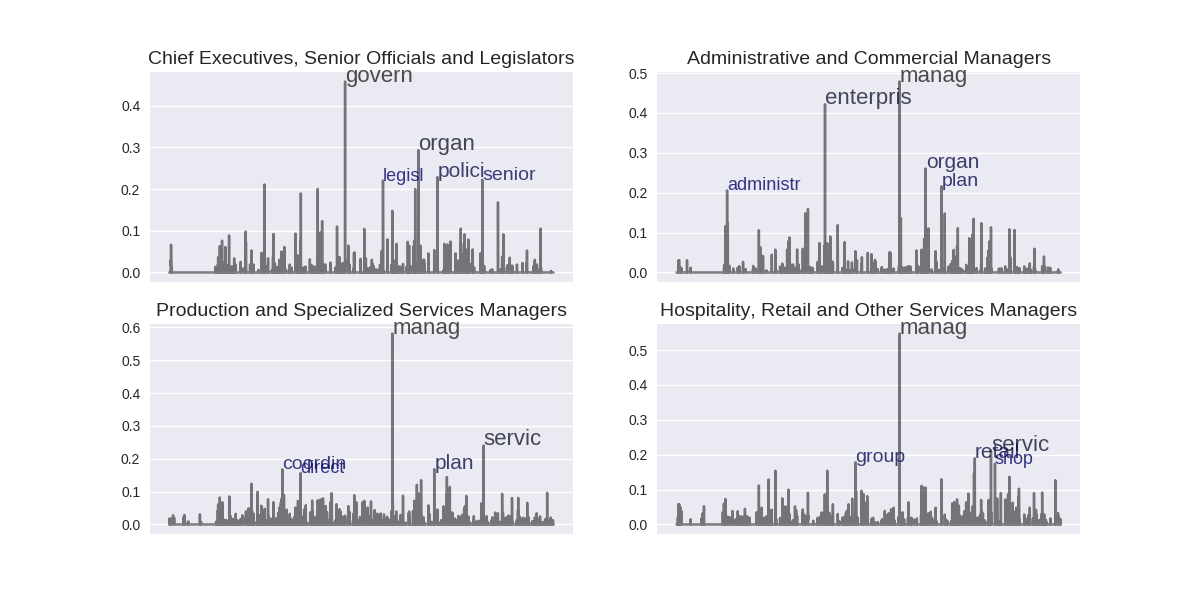 Chief Executives, Senior Officials and Legislators
govern
0.4
0.3
organ
legisl
polici
senior
0.2
0.1
0.0
Administrative and Commercial Managers
0.5
manag
enterpris
0.4
0.3
organ
plan
administr
0.2
0.1
0.0
Production and Specialized Services Managers
0.6
manag
0.5
0.4
0.3
servic
coordin
direct
plan
0.2
0.1
0.0
Hospitality, Retail and Other Services Managers
manag
0.5
0.4
0.3
servic
retail
group
shop
0.2
0.1
0.0